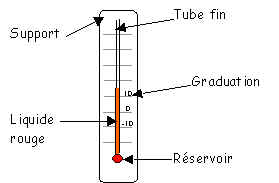 Tube fin
Support
Graduation
10
0
-10
Liquide
rouge
Réservoir